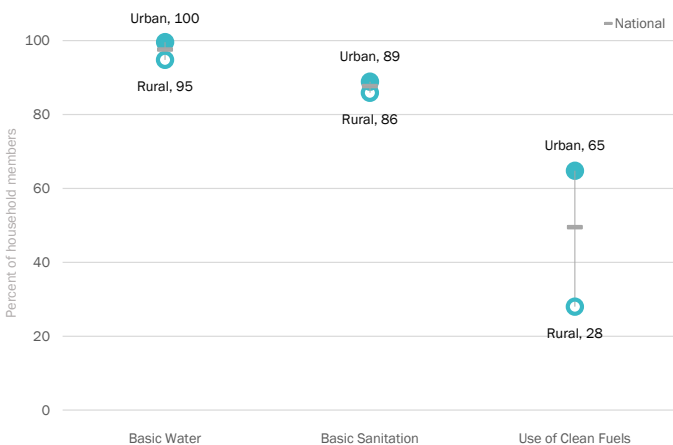 Urban, 100
National
100
Urban, 89
Rural, 95
80
Rural, 86
Urban, 65
Percent of household members
60
40
Rural, 28
20
0
Basic Water
Basic Sanitation
Use of Clean Fuels